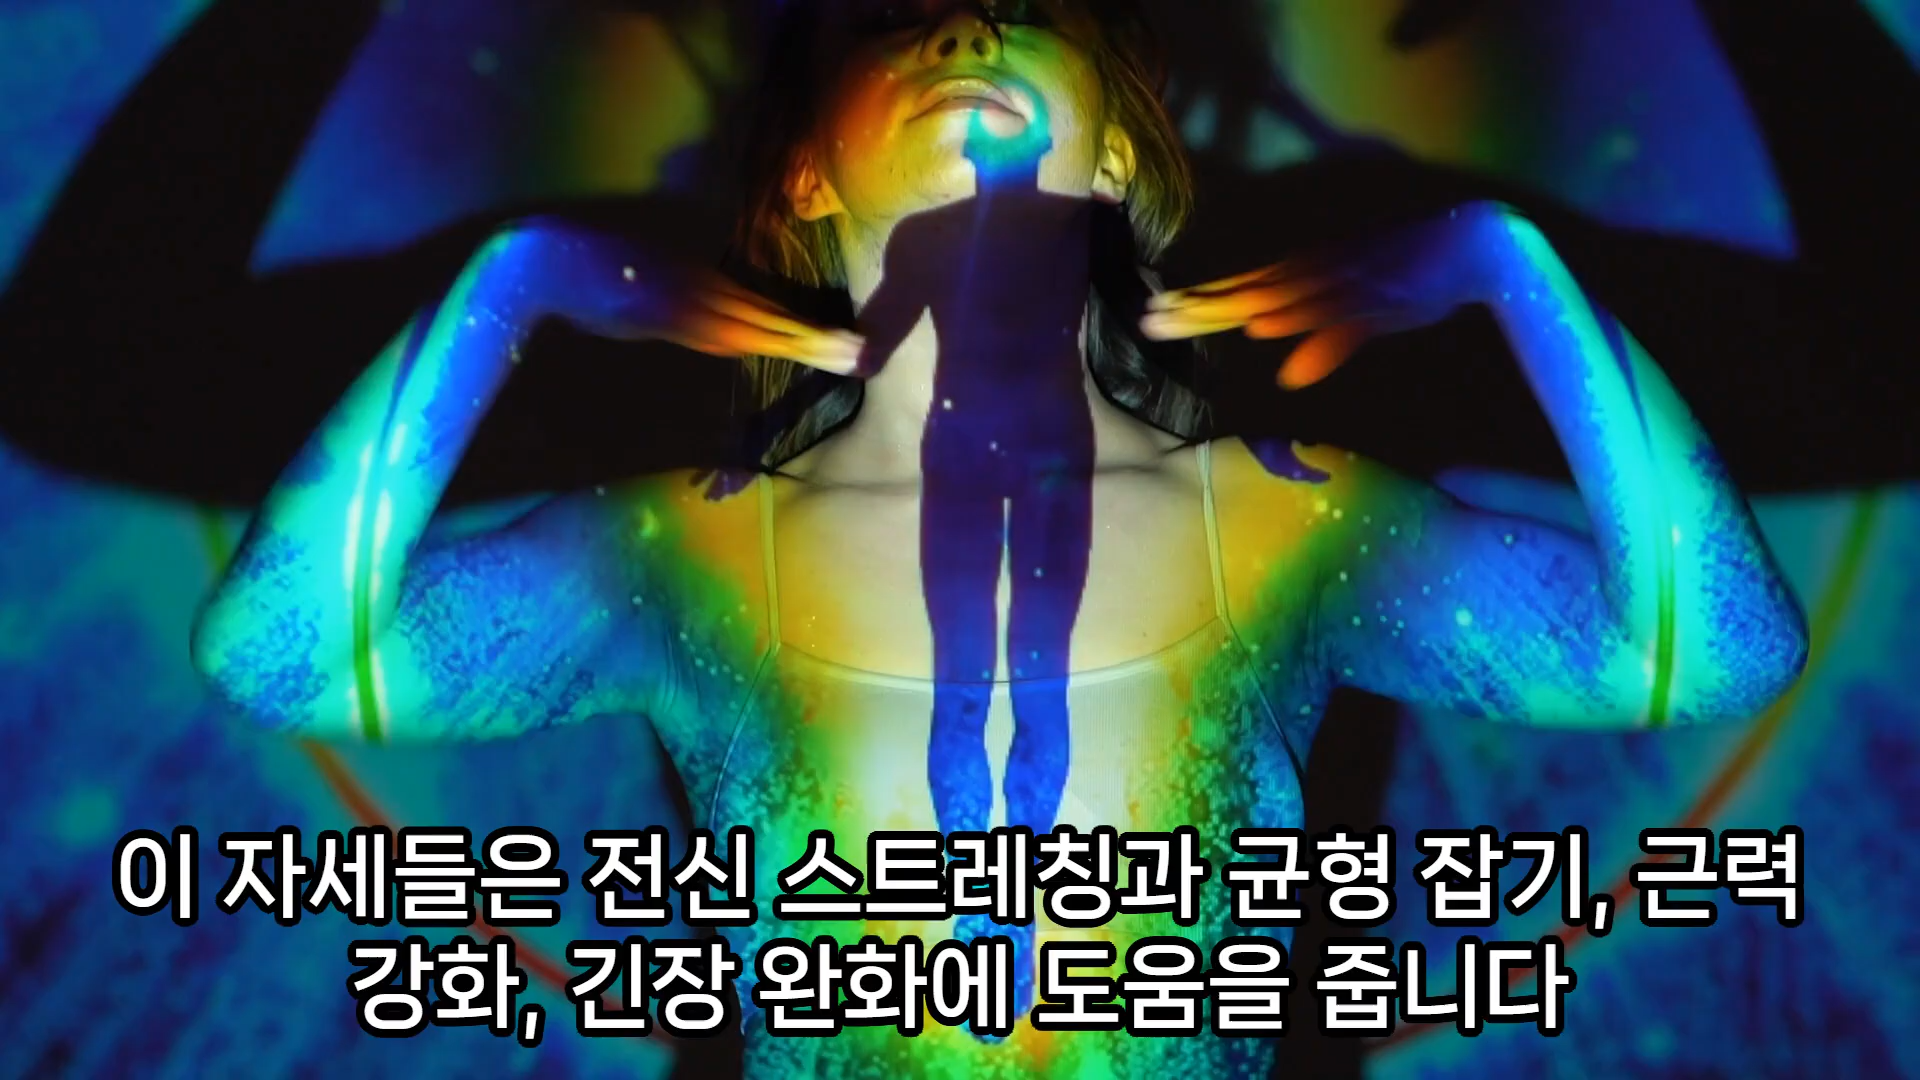 이 자세들은 전신 스트레칭과 균형 잡기, 근력
강화, 긴장 완화에 도움을 줍니다